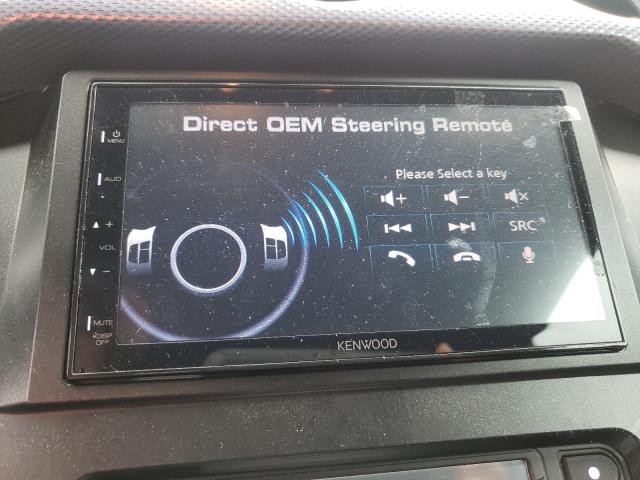 Direct OEM Steering Remote
Please Select a key
SRC
MENU
AUD
+
VOL
−
MUTE
•DISP
OFF
KENWOOD